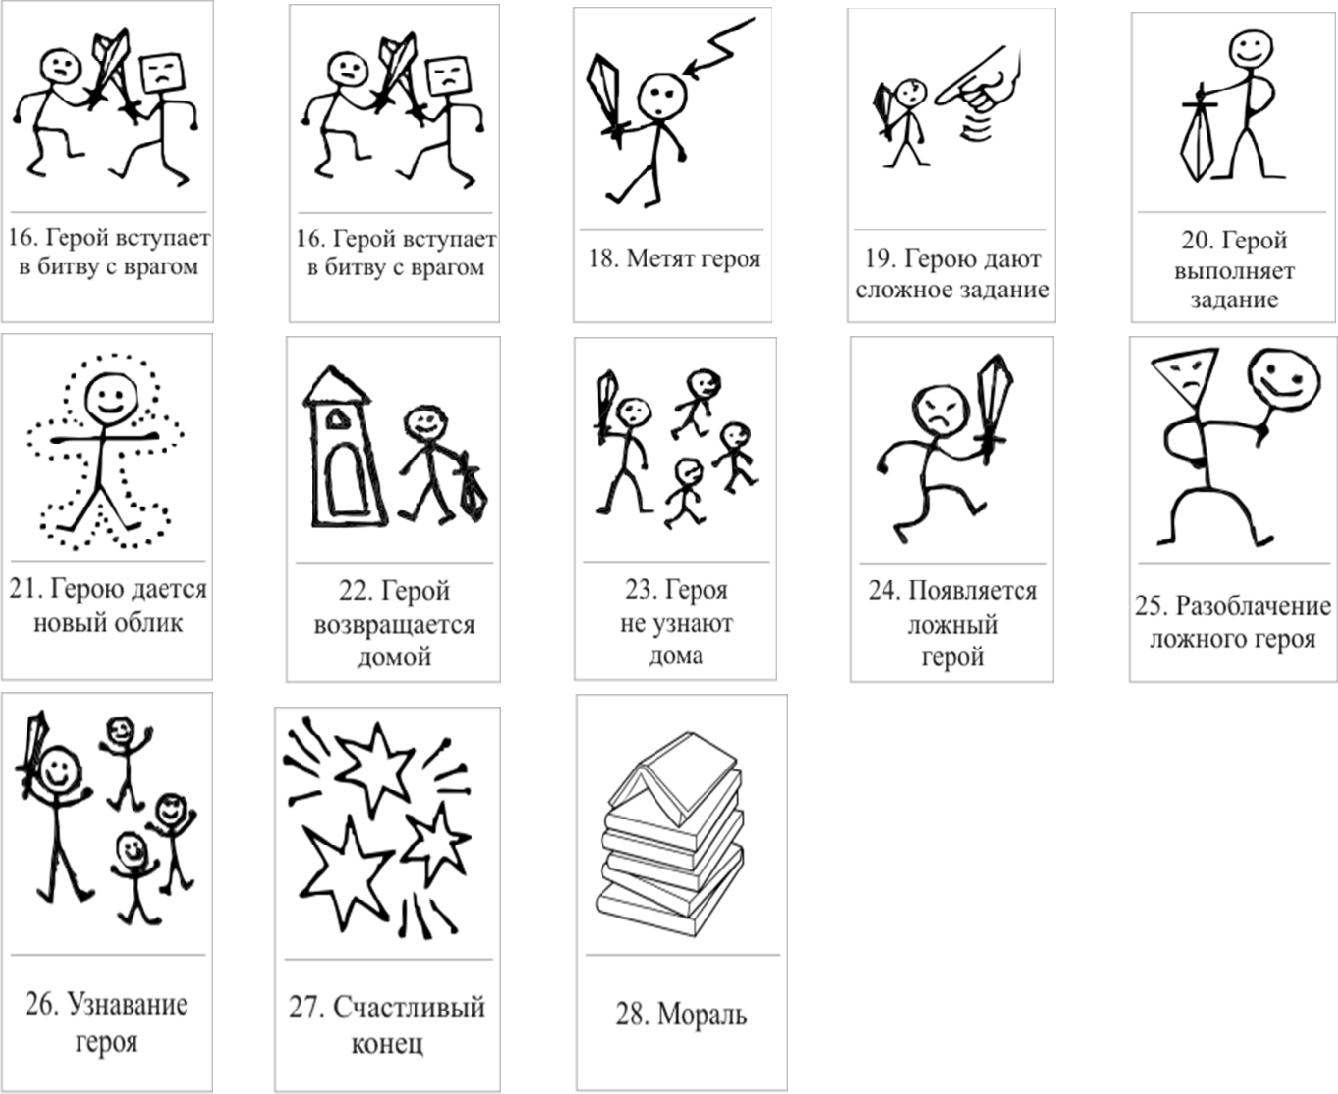 16. Герой вступает
в битву с врагом
16. Герой вступает
в битву с врагом
18. Метят героя
19. Герою дают
сложное задание
20. Герой
выполняет
задание
21. Герою дается
новый облик
22. Герой
возвращается
домой
23. Героя
не узнают
дома
24. Появляется
ложный
герой
25. Разоблачение
ложного героя
26. Узнавание
героя
27. Счастливый
конец
28. Мораль